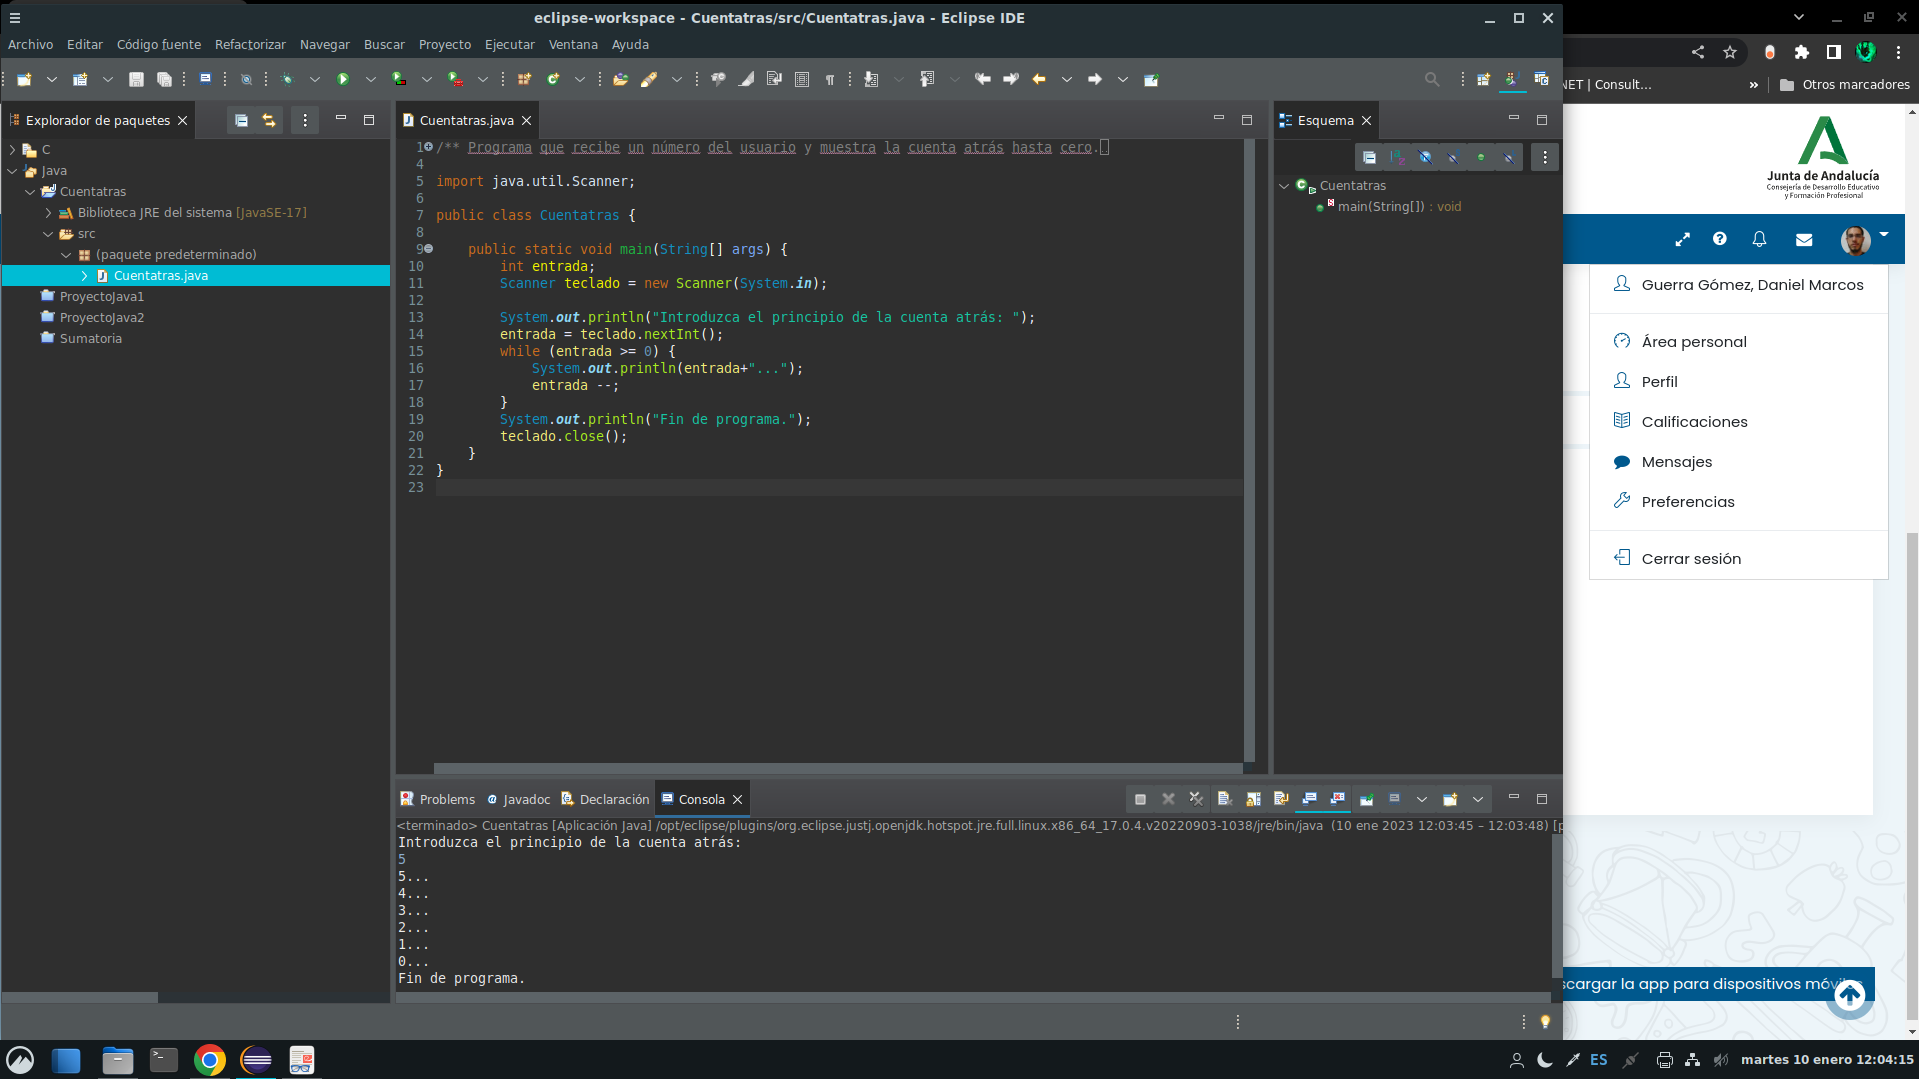 eclipse-workspace - Cuentatras/src/Cuentatras.java - Eclipse IDE
Archivo Editar Código fuente Refactorizar Navegar Buscar Proyecto Ejecutar Ventana Ayuda
Explorador de paquetes
C
Java
Cuentatras
Biblioteca JRE del sistema [JavaSE-17]
src
(paquete predeterminado)
Cuentatras.java
ProyectoJava1
ProyectoJava2
Sumatoria
Cuentatras.java
1 /** Programa que recibe un número del usuario y muestra la cuenta atrás hasta cero.
4
5 import java.util.Scanner;
6
7 public class Cuentatras {
8
9 public static void main(String[] args) {
10 int entrada;
11 Scanner teclado = new Scanner(System.in);
12
13 System.out.println("Introduzca el principio de la cuenta atrás: ");
14 entrada = teclado.nextInt();
15 while (entrada >= 0) {
16 System.out.println(entrada+"...");
17 entrada --;
18 }
19 System.out.println("Fin de programa.");
20 teclado.close();
21 }
22 }
23
Esquema
Cuentatras
main(String[]) : void
Problems Javadoc Declaración Consola
<terminado> Cuentatras [Aplicación Java] /opt/eclipse/plugins/org.eclipse.justj.openjdk.hotspot.jre.full.linux.x86_64_17.0.4.v20220903-1038/jre/bin/java (10 ene 2023 12:03:45 – 12:03:48) [p
Introduzca el principio de la cuenta atrás:
5
5...
4...
3...
2...
1...
0...
Fin de programa.
NET | Consult...
» Otros marcadores
Junta de Andalucía
Consejería de Desarrollo Educativo
y Formación Profesional
Guerra Gómez, Daniel Marcos
Área personal
Perfil
Calificaciones
Mensajes
Preferencias
Cerrar sesión
scargar la app para dispositivos móv
ES
martes 10 enero 12:04:15